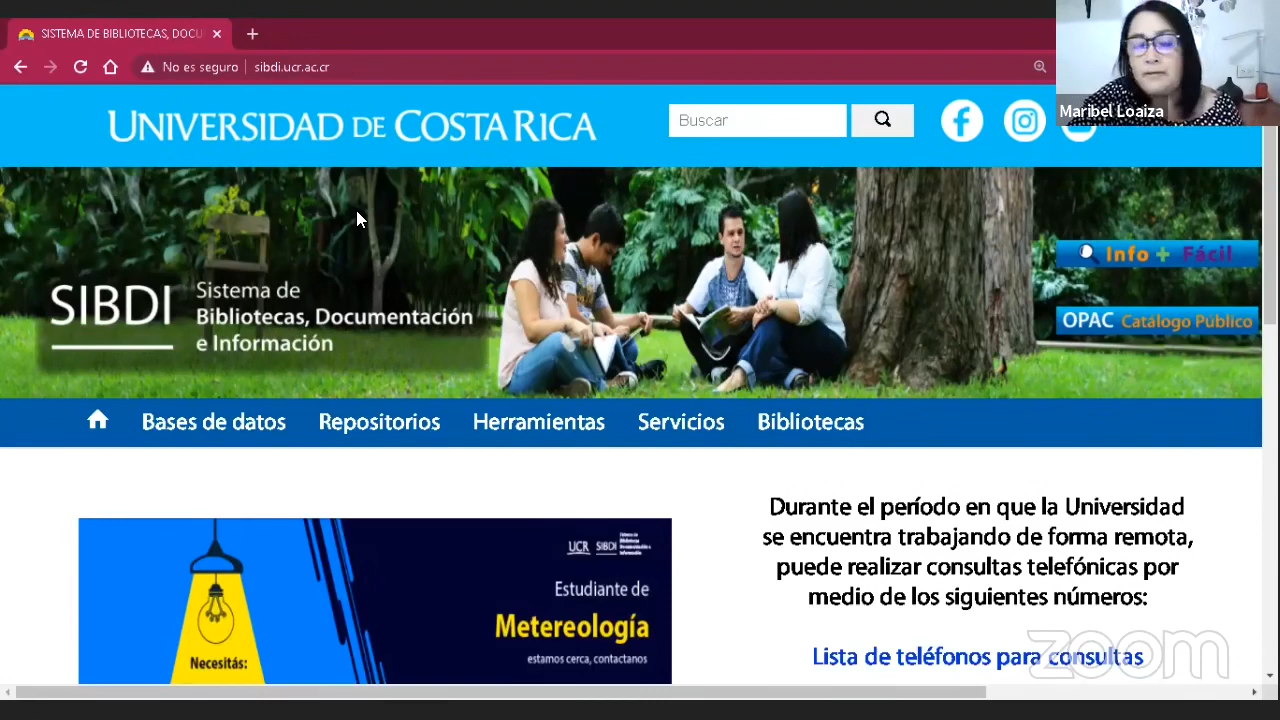 SISTEMA DE BIBLIOTECAS, DOCU
No es seguro
sibdi.ucr.ac.cr
Maribel Loaiza
UNIVERSIDAD DE COSTA RICA
Buscar
Info + Fácil
SIBDI
Sistema de
Bibliotecas, Documentación
e Información
OPAC Catálogo Público
Bases de datos
Repositorios
Herramientas
Servicios
Bibliotecas
Durante el período en que la Universidad
se encuentra trabajando de forma remota,
puede realizar consultas telefónicas por
medio de los siguientes números:
Lista de teléfonos para consultas
UCR
SIBDI
Estudiante de
Metereología
estamos cerca, contactanos
Necesitás:
zoom